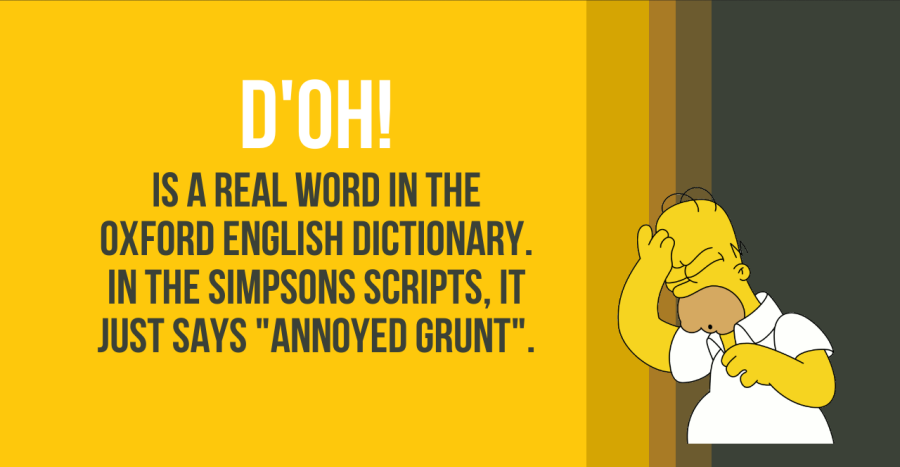 D'OH!
IS A REAL WORD IN THE
OXFORD ENGLISH DICTIONARY.
IN THE SIMPSONS SCRIPTS, IT
JUST SAYS "ANNOYED GRUNT".